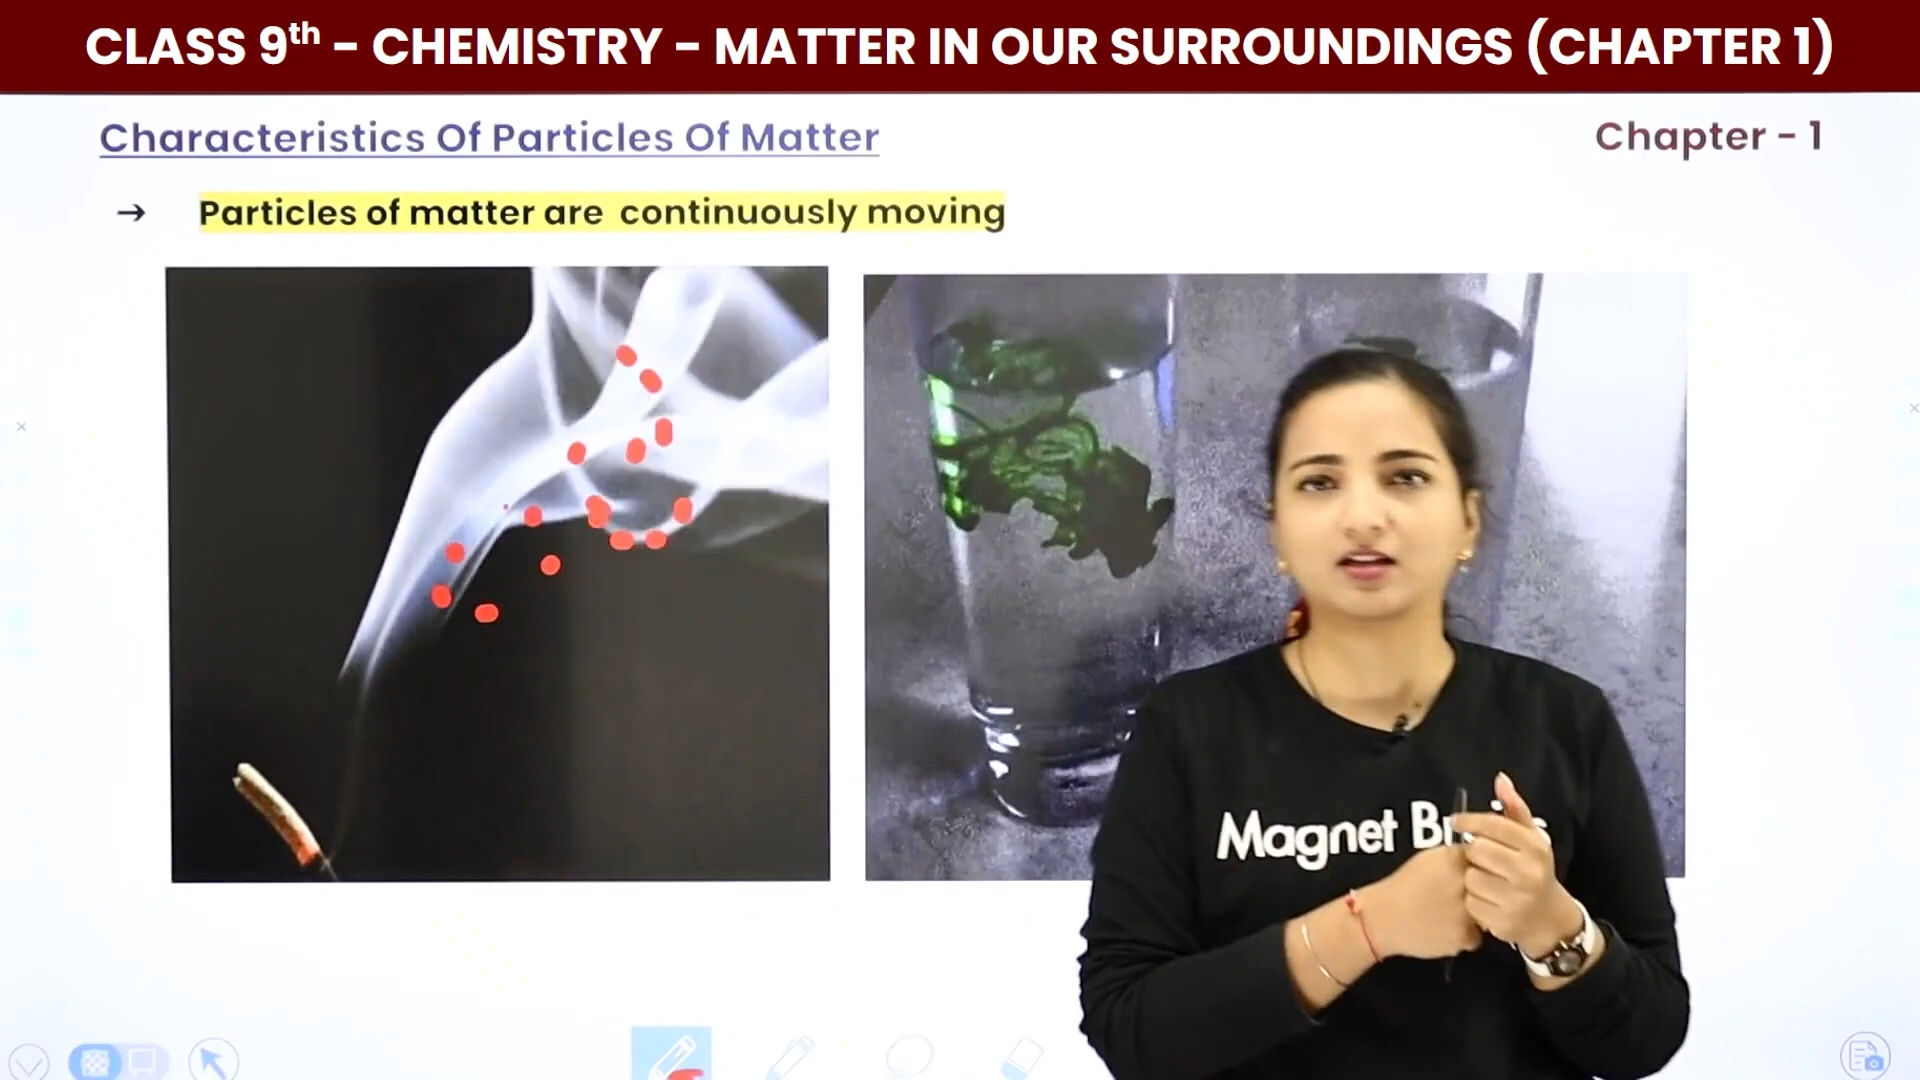 CLASS 9th – CHEMISTRY – MATTER IN OUR SURROUNDINGS (CHAPTER 1)
Characteristics Of Particles Of Matter
Chapter – 1
→ Particles of matter are continuously moving
Magnet